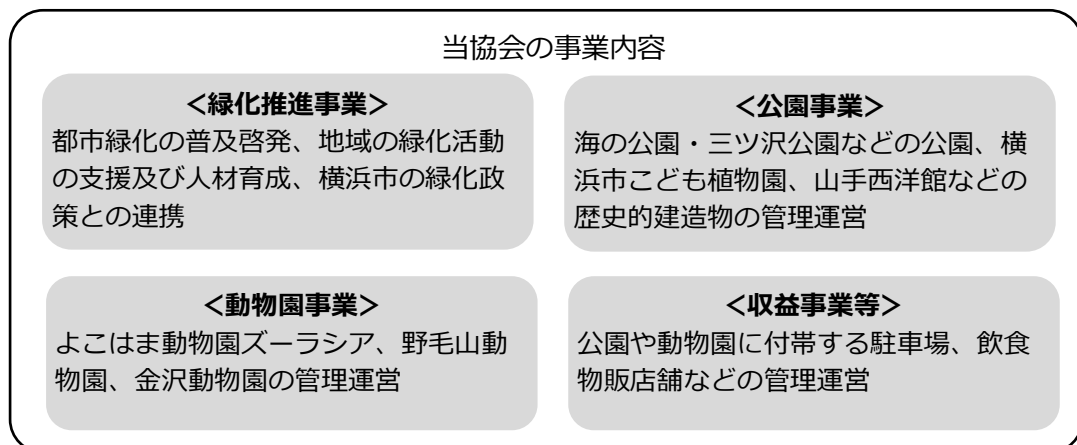 当協会の事業内容
<緑化推進事業>
都市緑化の普及啓発、地域の緑化活動
の支援及び人材育成、横浜市の緑化政
策との連携
<公園事業>
海の公園・三ツ沢公園などの公園、横
浜市こども植物園、山手西洋館などの
歴史的建造物の管理運営
<動物園事業>
よこはま動物園ズーラシア、野毛山動
物園、金沢動物園の管理運営
<収益事業等>
公園や動物園に付帯する駐車場、飲食
物販店舗などの管理運営